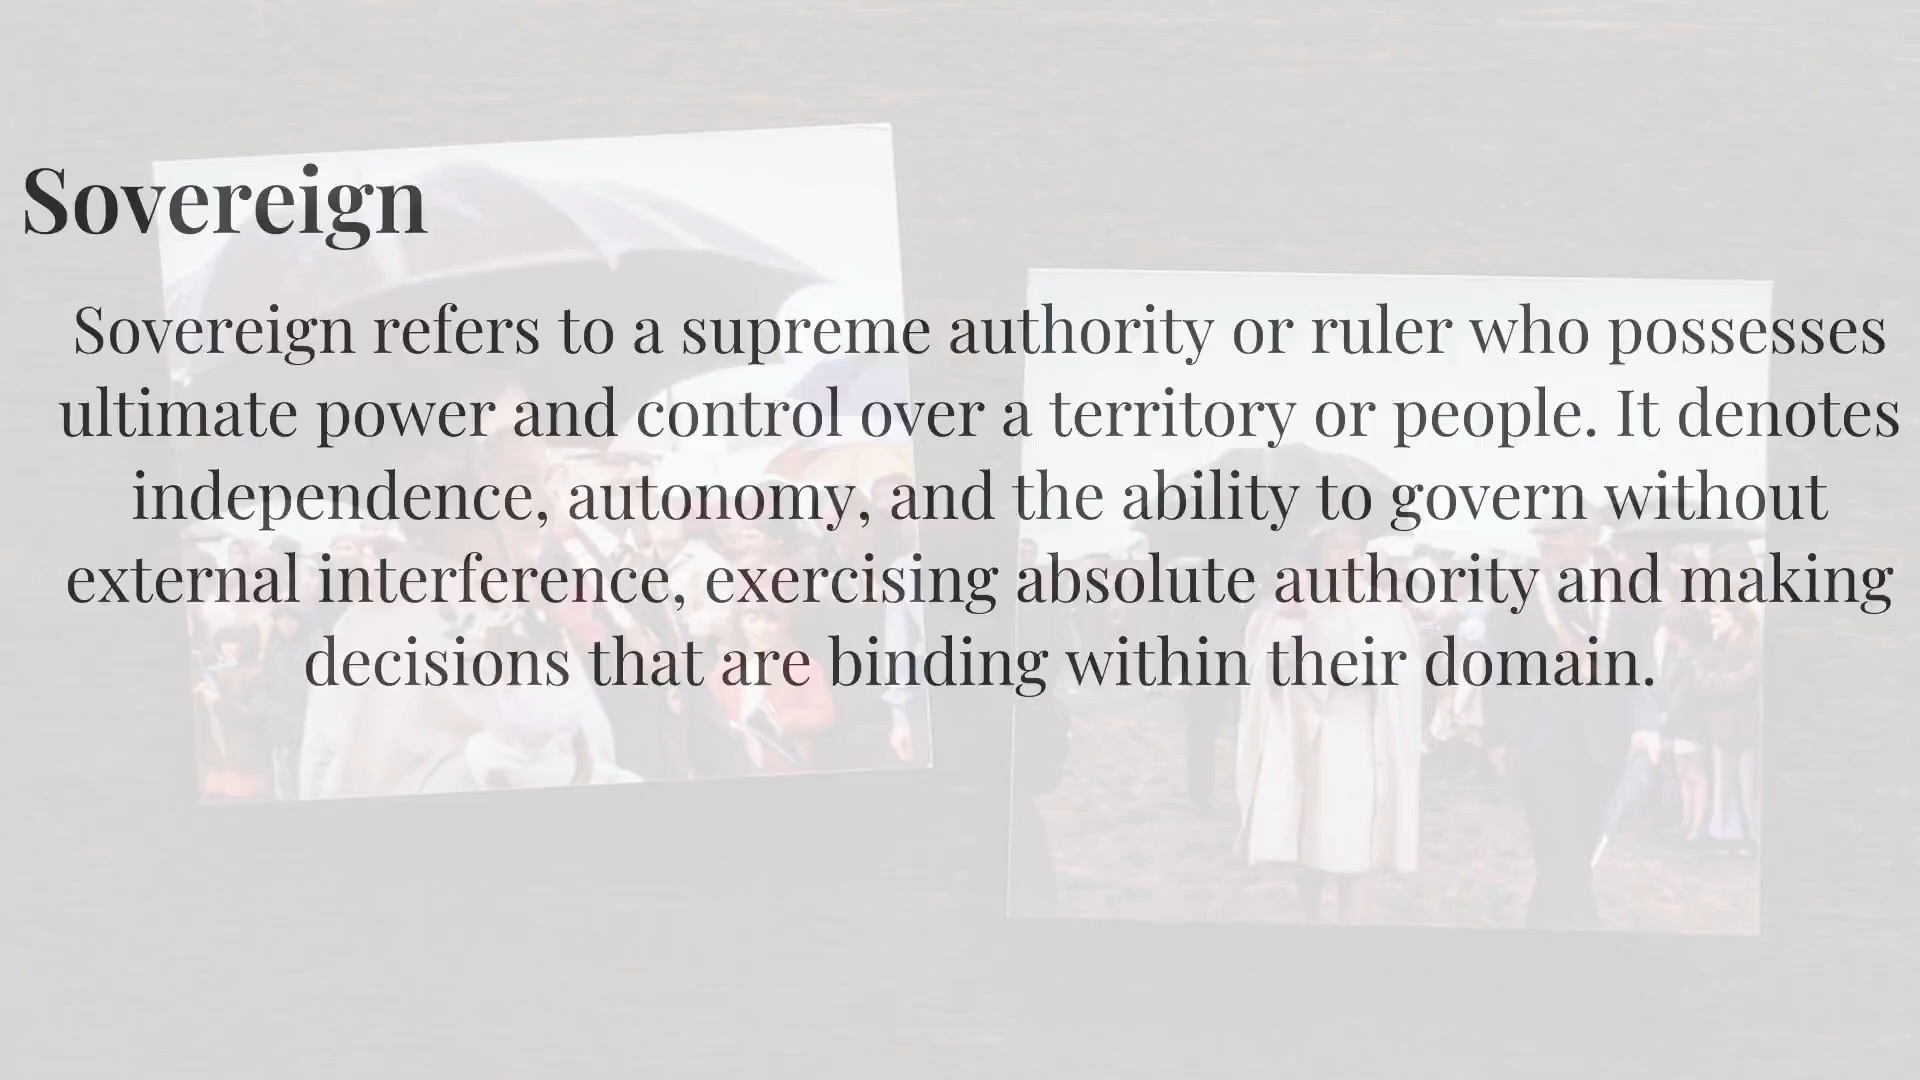 Sovereign
Sovereign refers to a supreme authority or ruler who possesses
ultimate power and control over a territory or people. It denotes
independence, autonomy, and the ability to govern without
external interference, exercising absolute authority and making
decisions that are binding within their domain.